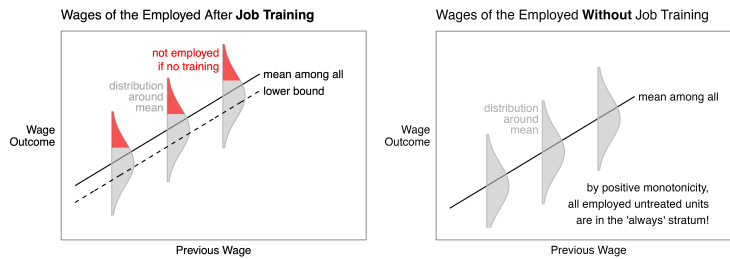 Wages of the Employed After Job Training
not employed
if no training
distribution
around
mean
mean among all
lower bound
Wage
Outcome
Previous Wage
Wages of the Employed Without Job Training
distribution
around
mean
mean among all
Wage
Outcome
by positive monotonicity,
all employed untreated units
are in the 'always' stratum!
Previous Wage